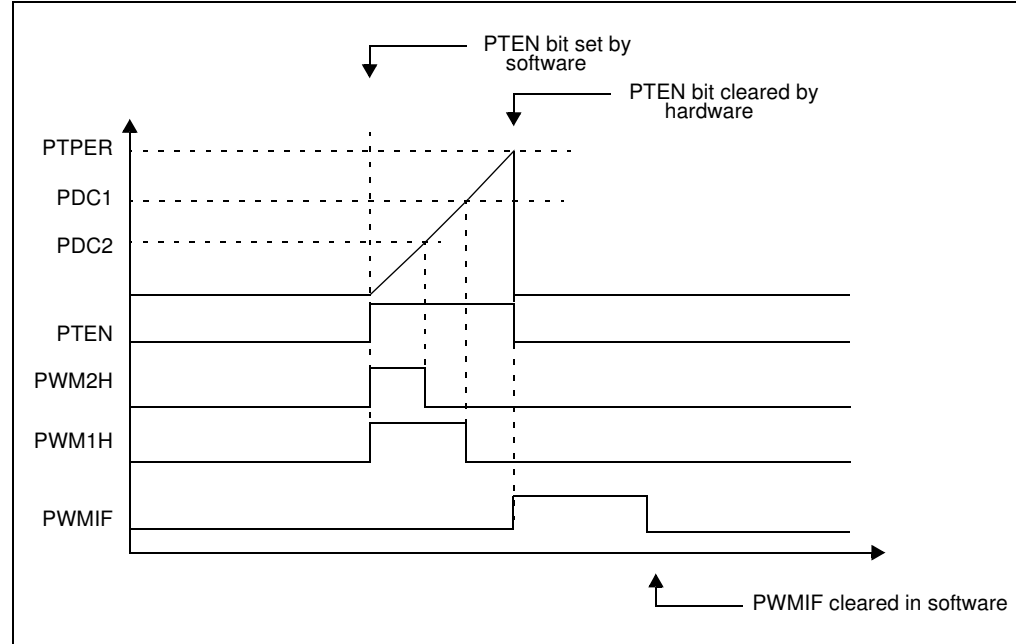 PTEN bit set by
software
PTEN bit cleared by
hardware
PTPER
PDC1
PDC2
PTEN
PWM2H
PWM1H
PWMIF
PWMIF cleared in software